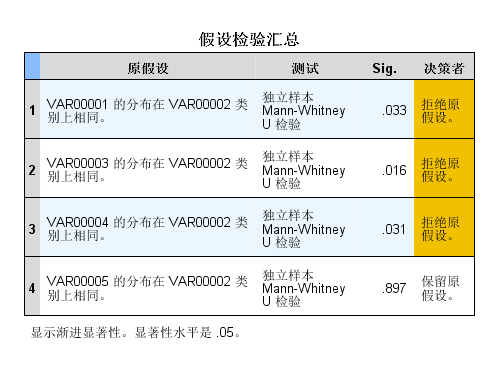 假设检验汇总
原假设 测试 Sig. 决策者
1 VAR00001 的分布在 VAR00002 类
别上相同。
独立样本
Mann-Whitney
U 检验
.033
拒绝原
假设。
2 VAR00003 的分布在 VAR00002 类
别上相同。
独立样本
Mann-Whitney
U 检验
.016
拒绝原
假设。
3 VAR00004 的分布在 VAR00002 类
别上相同。
独立样本
Mann-Whitney
U 检验
.031
拒绝原
假设。
4 VAR00005 的分布在 VAR00002 类
别上相同。
独立样本
Mann-Whitney
U 检验
.897
保留原
假设。
显示渐进显著性。显著性水平是 .05。